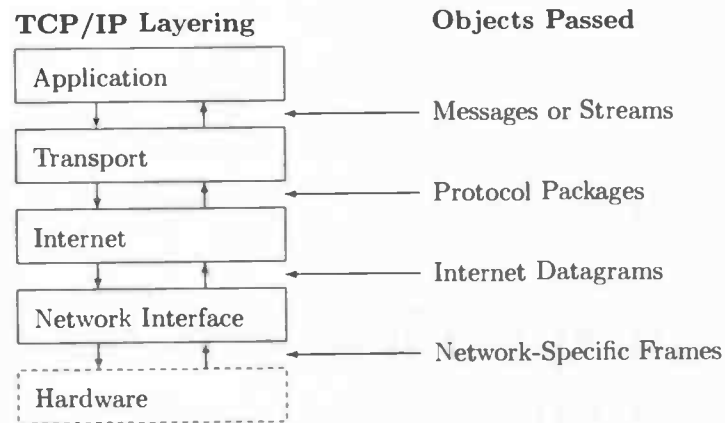 TCP/IP Layering
Objects Passed
Application
Messages or Streams
Transport
Protocol Packages
Internet
Internet Datagrams
Network Interface
Network-Specific Frames
Hardware